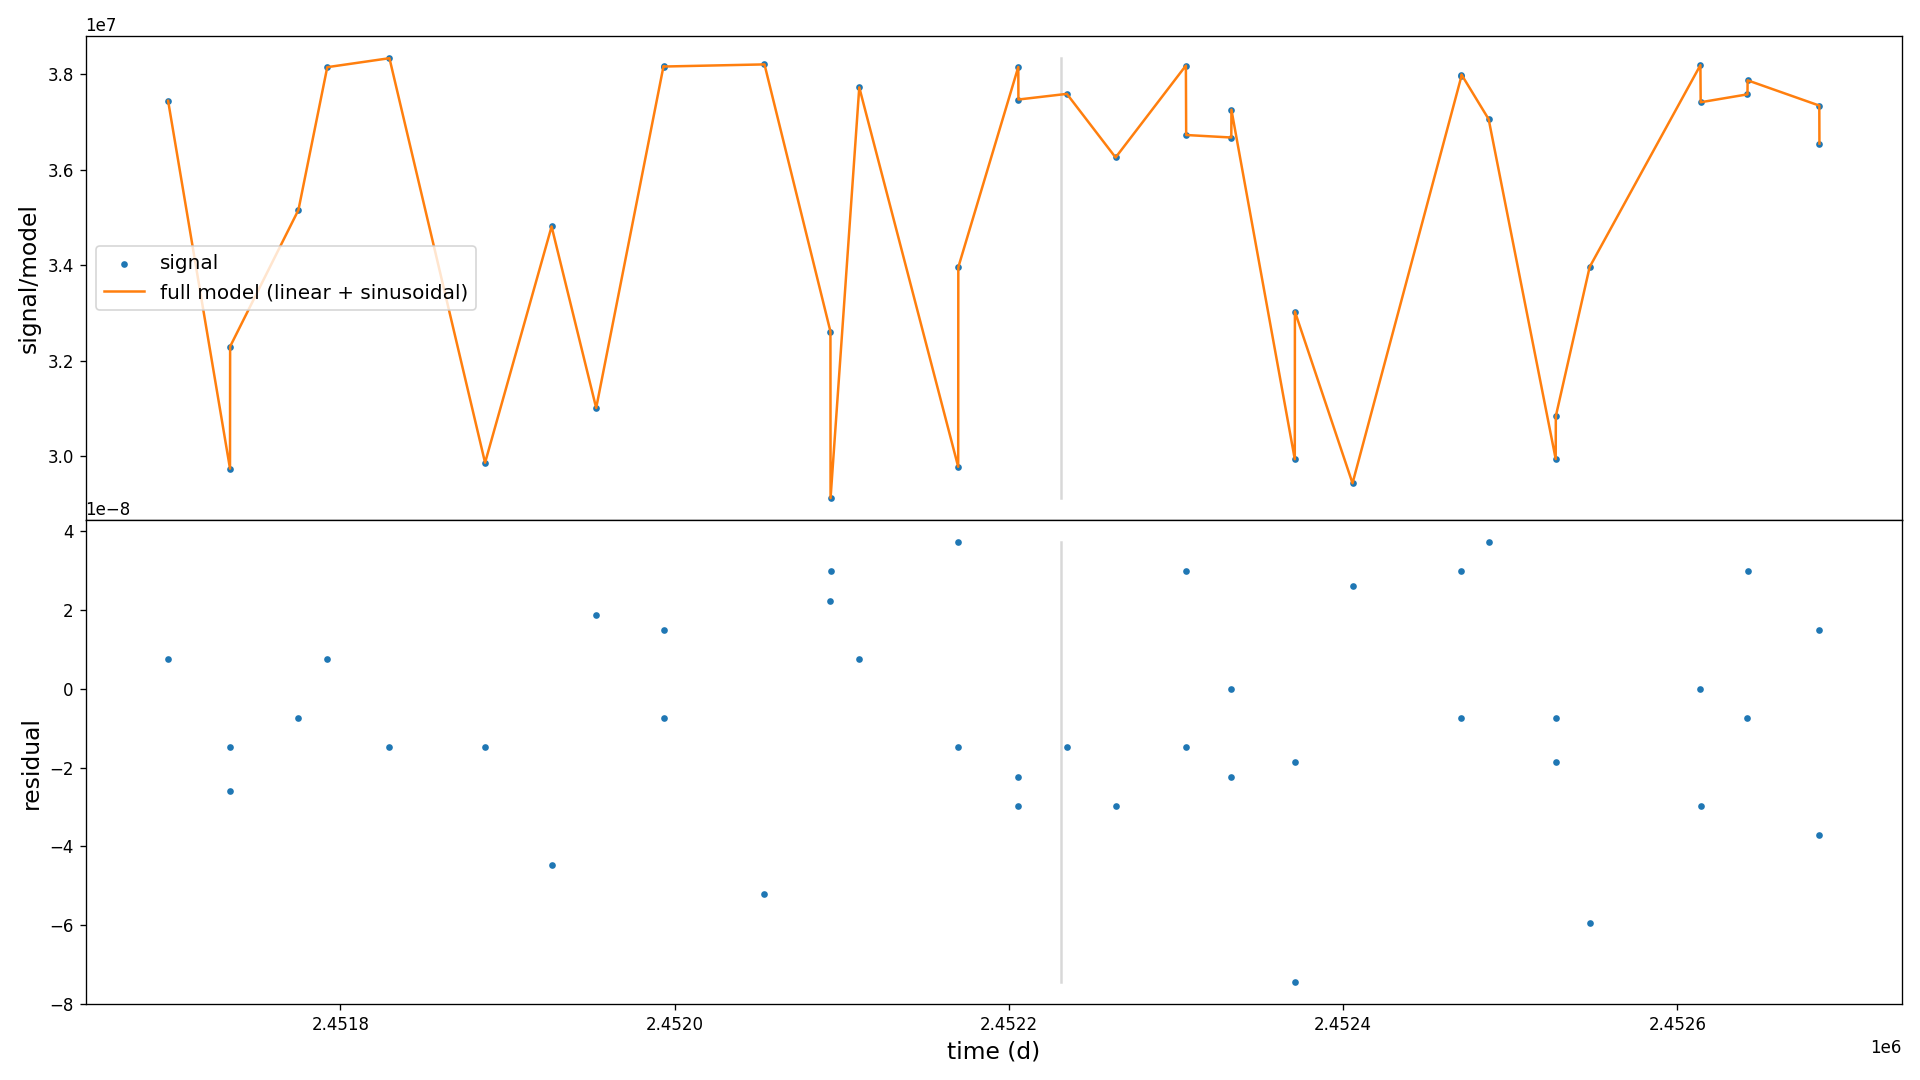 1e7
3.8
3.6
3.4
3.2
3.0
signal/model
signal
full model (linear + sinusoidal)
1e−8
4
2
0
−2
−4
−6
−8
residual
2.4518
2.4520
2.4522
2.4524
2.4526
time (d)
1e6